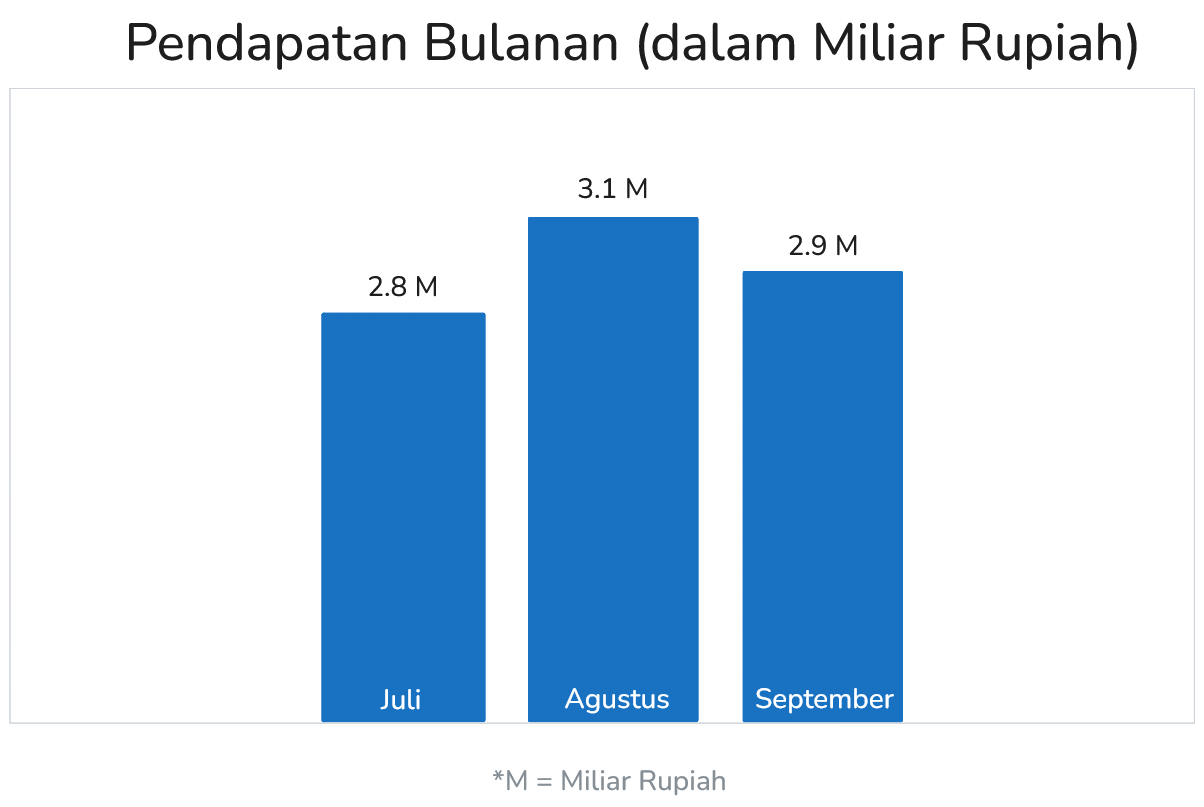 Pendapatan Bulanan (dalam Miliar Rupiah)
3.1 M
2.9 M
2.8 M
Juli
Agustus
September
*M = Miliar Rupiah